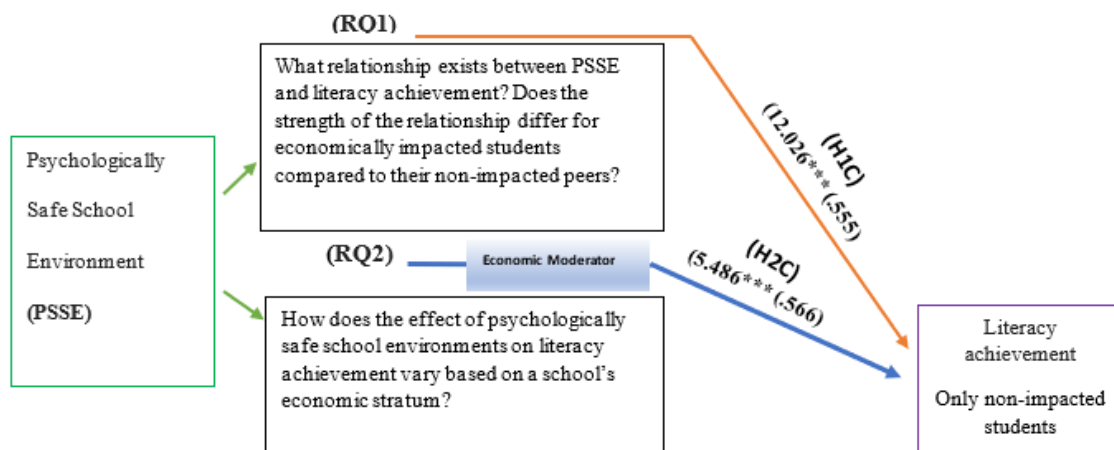 (RQ1)
What relationship exists between PSSE
and literacy achievement? Does the
strength of the relationship differ for
economically impacted students
compared to their non-impacted peers?
Psychologically
Safe School
Environment
(PSSE)
(H1C)
(12.026*** (.555)
(RQ2)
Economic Moderator
(H2C)
(5.486*** (.566)
How does the effect of psychologically
safe school environments on literacy
achievement vary based on a school’s
economic stratum?
Literacy
achievement
Only non-impacted
students